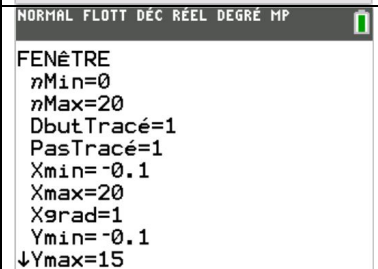 NORMAL FLOTT DÉC RÉEL DEGRÉ MP
FENÊTRE
nMin=0
nMax=20
DbutTracé=1
PasTracé=1
Xmin=-0.1
Xmax=20
Xgrad=1
Ymin=-0.1
↓Ymax=15